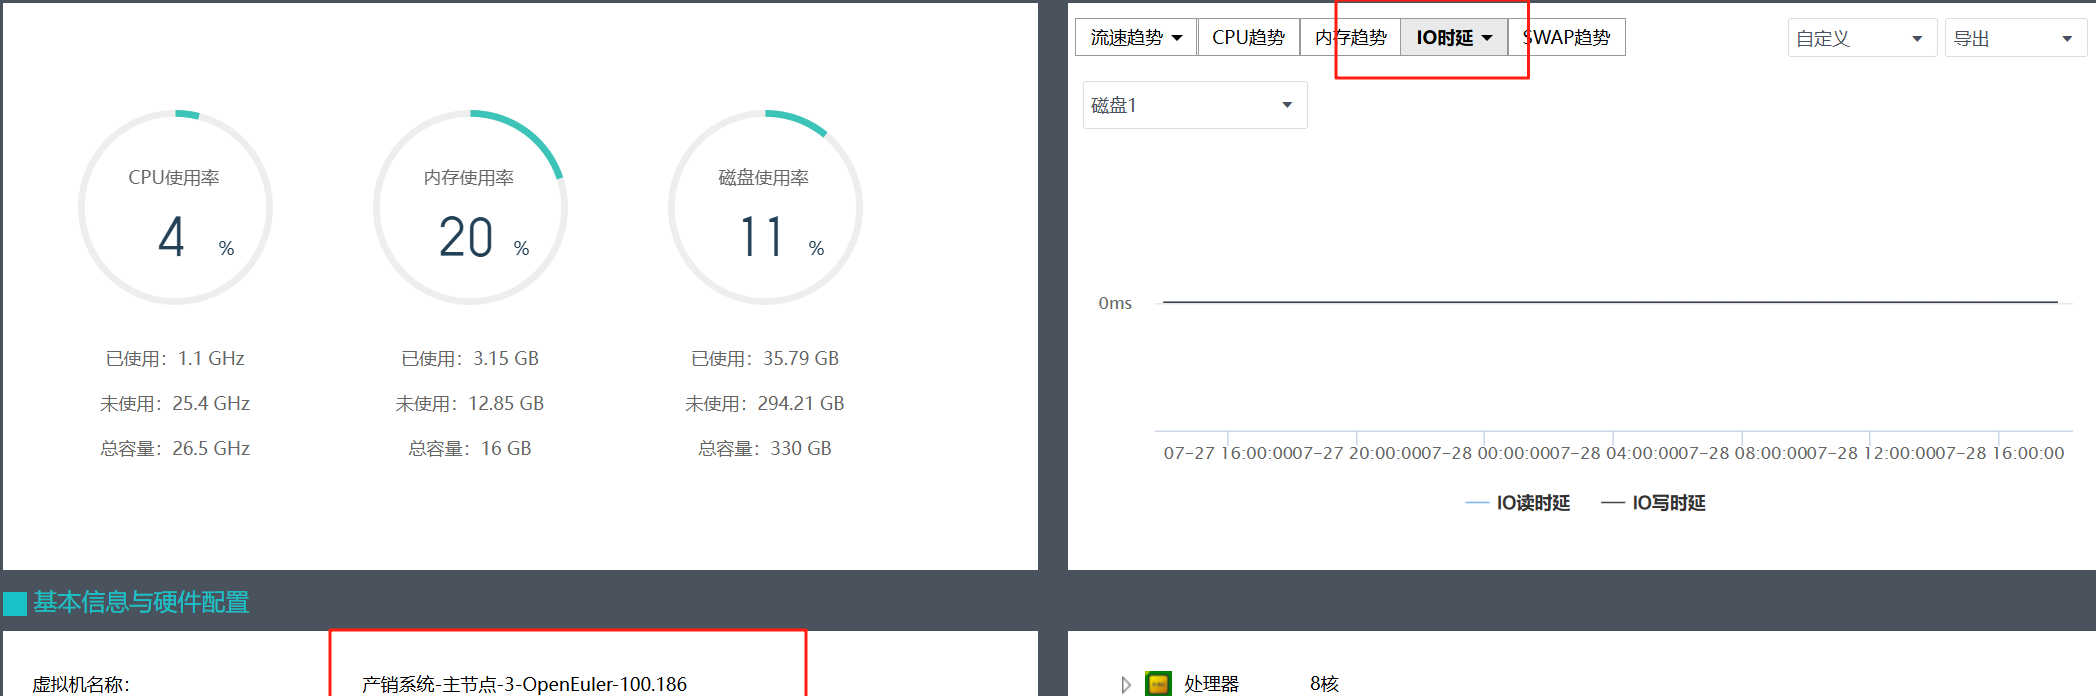 CPU使用率
4 %
已使用：1.1 GHz
未使用：25.4 GHz
总容量：26.5 GHz
内存使用率
20 %
已使用：3.15 GB
未使用：12.85 GB
总容量：16 GB
磁盘使用率
11 %
已使用：35.79 GB
未使用：294.21 GB
总容量：330 GB
流速趋势 CPU趋势 内存趋势 IO时延 SWAP趋势 自定义 导出
磁盘1
0ms
07-27 16:00:00 07-27 20:00:00 07-28 00:00:00 07-28 04:00:00 07-28 08:00:00 07-28 12:00:00 07-28 16:00:00
IO读时延 IO写时延
基本信息与硬件配置
虚拟机名称： 产销系统-主节点-3-OpenEuler-100.186
处理器 8核